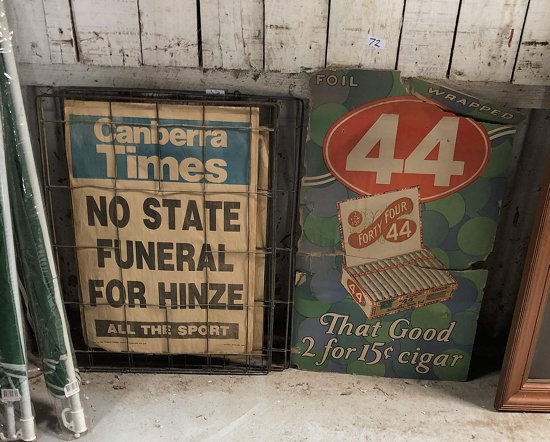 72
Canberra
Times
NO STATE
FUNERAL
FOR HINZE
ALL THE SPORT
FOIL
WRAPPED
44
FORTY FOUR
44
44
That Good
2 for 15¢ cigar